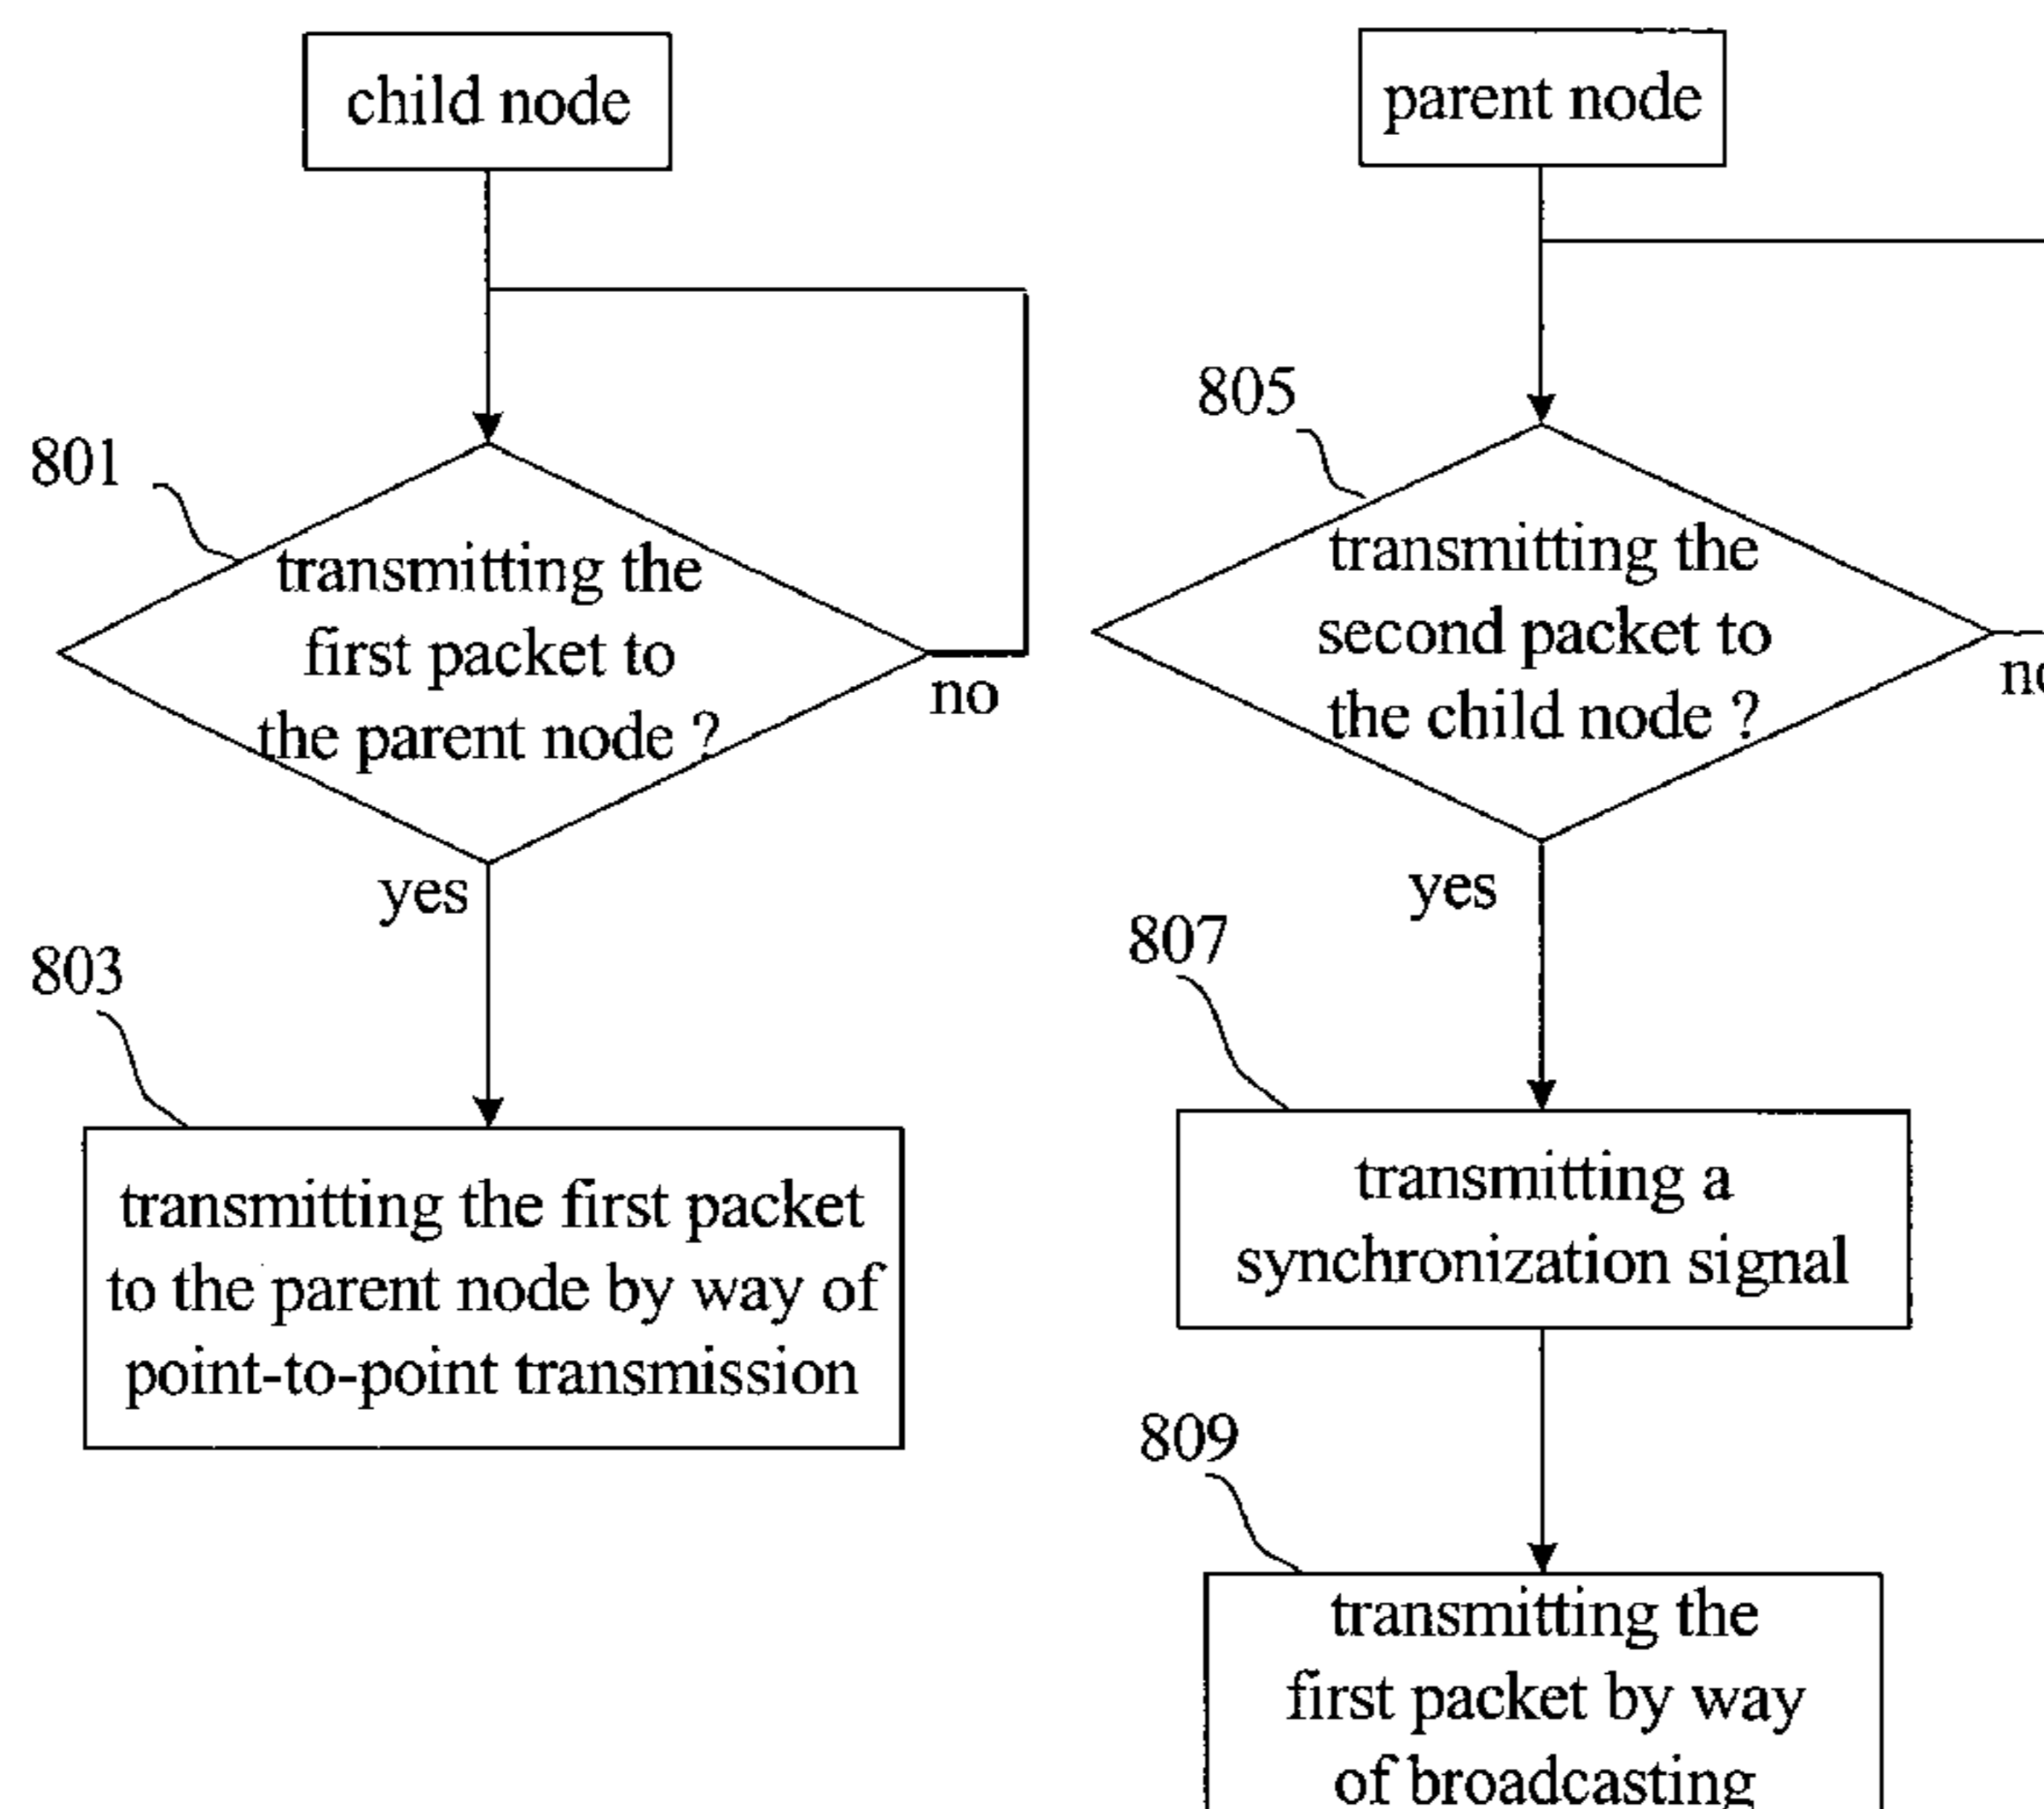 child node
801
transmitting the
first packet to
the parent node ?
no
yes
803
transmitting the first packet
to the parent node by way of
point-to-point transmission
parent node
805
transmitting the
second packet to
the child node ?
yes
807
transmitting a
synchronization signal
809
transmitting the
first packet by way
of broadcasting